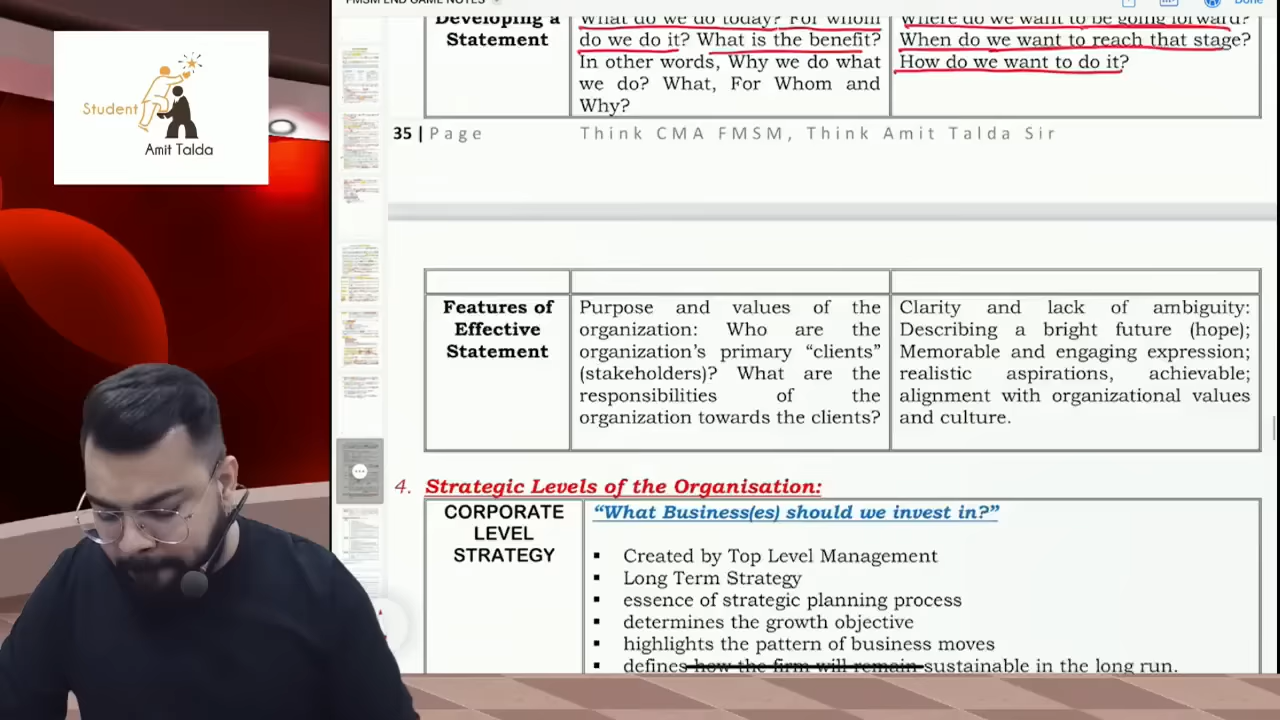 FMSM END GAME NOTES
Developing a
Statement
What do we do today? For whom
do we do it? What is the benefit?
In other words, Why we do what
we do? What, For Whom and
Why?
Where do we want to be going forward?
When do we want to reach that stage?
How do we want to do it?
Student
Amit Talda
35 | Page
Think CMA FMSM, Think Amit Talda Sir
Features of
Effective
Statement
Purpose and values of the
organization: Who are the
organization's primary "client"
(stakeholders)? What are the
responsibilities of the
organization towards the clients?
Clarity and lack of ambiguity:
Describing a bright future (hope);
Memorable and engaging expression;
realistic aspirations, achievable;
alignment with organizational values
and culture.
4. Strategic Levels of the Organisation:
CORPORATE
LEVEL
STRATEGY
"What Business(es) should we invest in?"
▪ Created by Top Level Management
▪ Long Term Strategy
▪ essence of strategic planning process
▪ determines the growth objective
▪ highlights the pattern of business moves
▪ defines how the firm will remain sustainable in the long run.